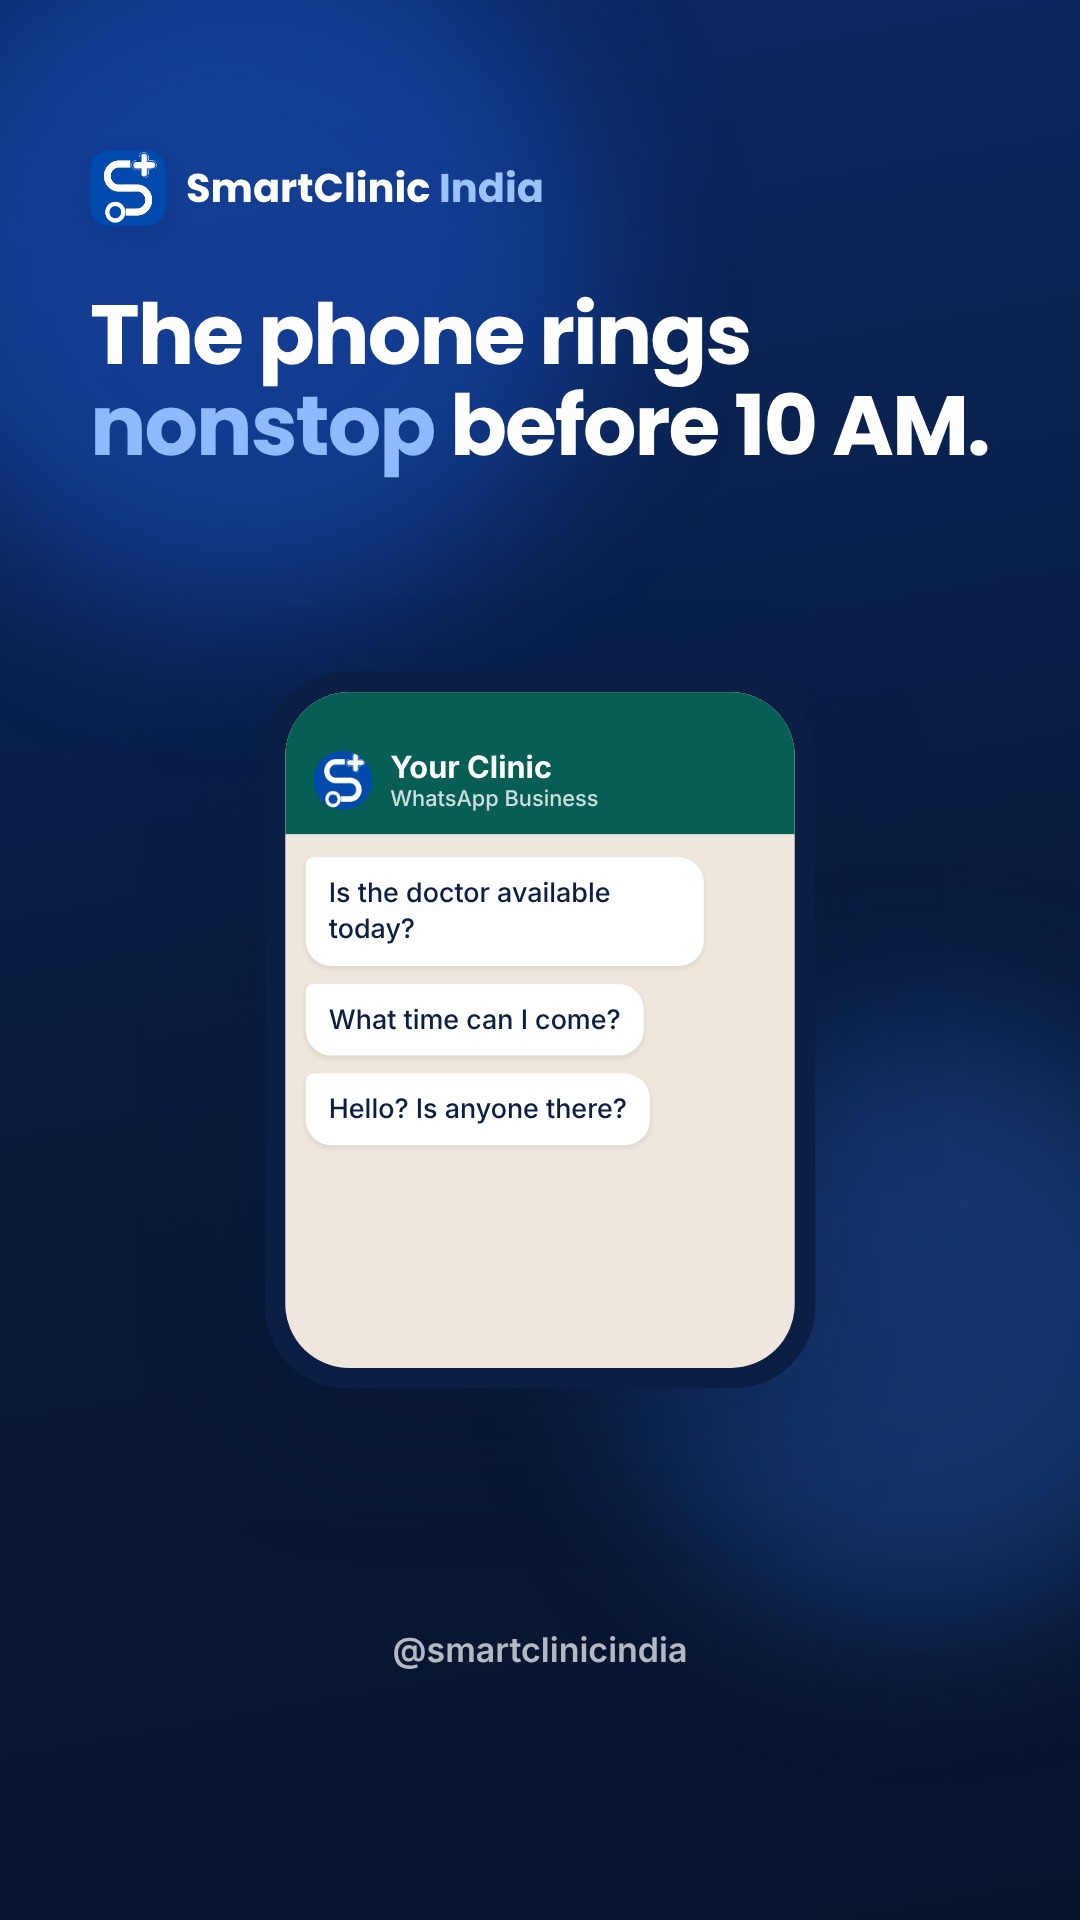 SmartClinic India
The phone rings
nonstop before 10 AM.
Your Clinic
WhatsApp Business
Is the doctor available
today?
What time can I come?
Hello? Is anyone there?
@smartclinicindia